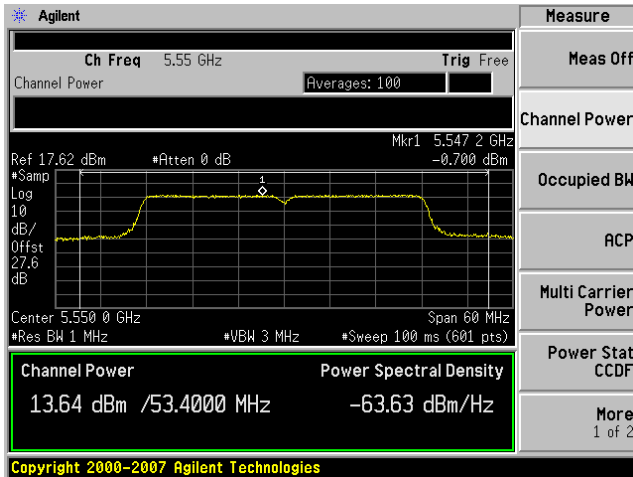 Agilent
Measure
Ch Freq 5.55 GHz Trig Free
Channel Power Averages: 100
Meas Off
Channel Power
Mkr1 5.547 2 GHz
Ref 17.62 dBm #Atten 0 dB -0.700 dBm
#Samp
Log
10
dB/
Offst
27.6
dB
1
Occupied BW
ACP
Multi Carrier
Power
Center 5.550 0 GHz Span 60 MHz
#Res BW 1 MHz #VBW 3 MHz #Sweep 100 ms (601 pts)
Power Stat
CCDF
Channel Power Power Spectral Density
13.64 dBm /53.4000 MHz -63.63 dBm/Hz
More
1 of 2
Copyright 2000-2007 Agilent Technologies